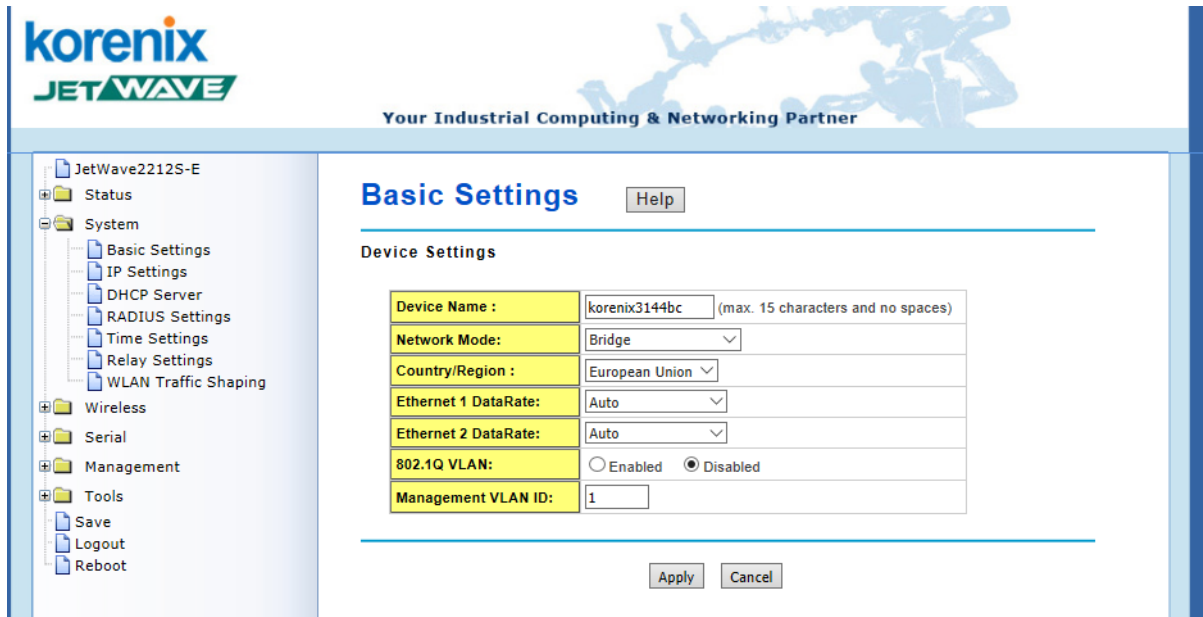 korenix
JETWAVE
Your Industrial Computing & Networking Partner
JetWave2212S-E
Status
System
Basic Settings
IP Settings
DHCP Server
RADIUS Settings
Time Settings
Relay Settings
WLAN Traffic Shaping
Wireless
Serial
Management
Tools
Save
Logout
Reboot
Basic Settings Help
Device Settings
Device Name : korenix3144bc (max. 15 characters and no spaces)
Network Mode: Bridge
Country/Region : European Union
Ethernet 1 DataRate: Auto
Ethernet 2 DataRate: Auto
802.1Q VLAN: Enabled Disabled
Management VLAN ID: 1
Apply Cancel